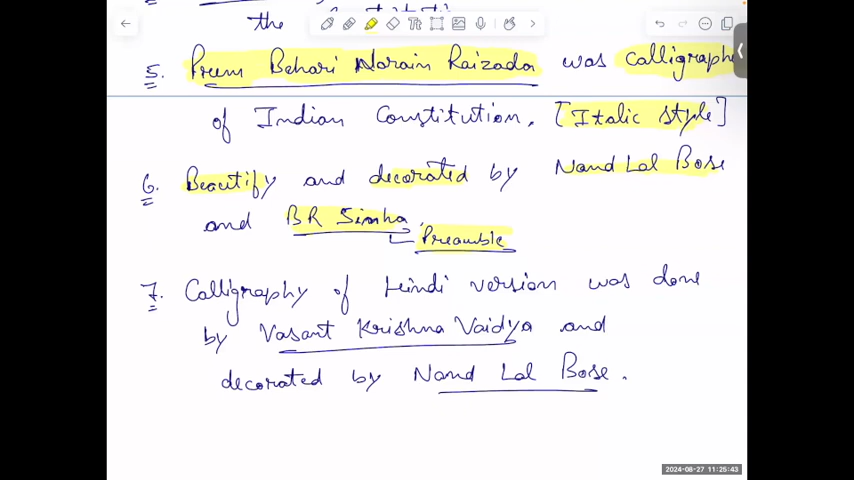 the
5. Prem Behari Narain Raizada was Calligraph
of Indian Constitution. [Italic style]
6. Beautify and decorated by Nand Lal Bose
and BR Sinha
Preamble
7. Calligraphy of Hindi version was done
by Vasant Krishna Vaidya and
decorated by Nand Lal Bose.
2024-08-27 11:25:43